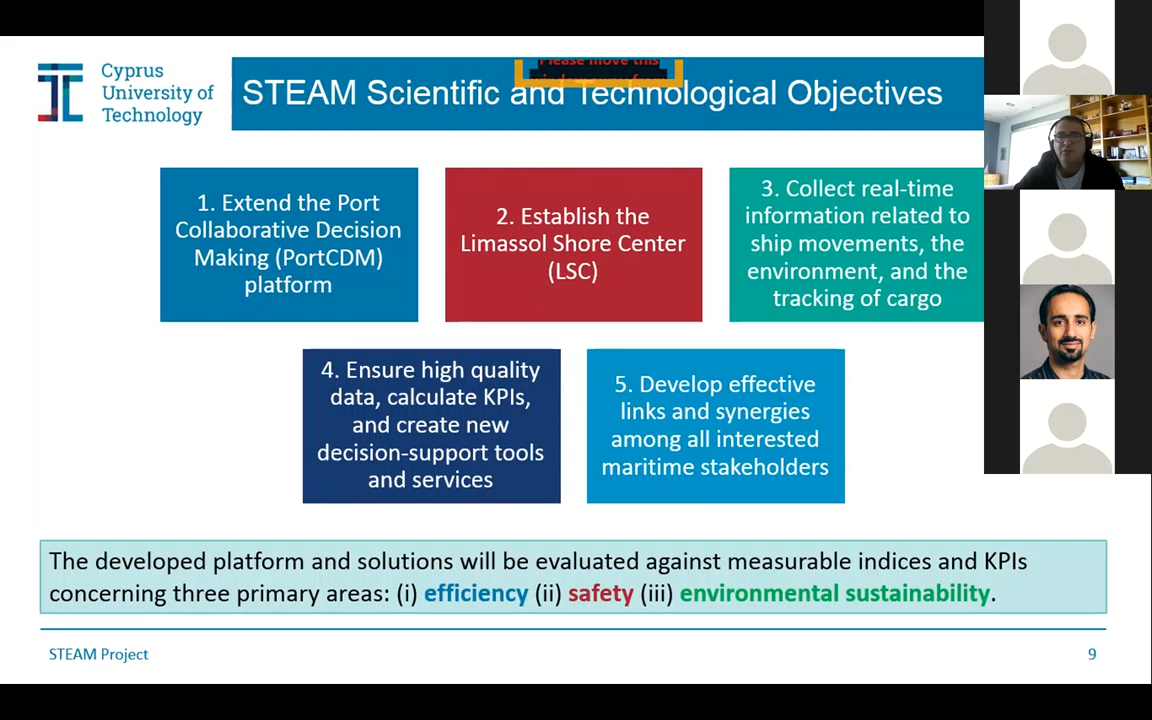 Cyprus
University of
Technology
Please move this
STEAM Scientific and Technological Objectives
1. Extend the Port
Collaborative Decision
Making (PortCDM)
platform
2. Establish the
Limassol Shore Center
(LSC)
3. Collect real-time
information related to
ship movements, the
environment, and the
tracking of cargo
4. Ensure high quality
data, calculate KPIs,
and create new
decision-support tools
and services
5. Develop effective
links and synergies
among all interested
maritime stakeholders
The developed platform and solutions will be evaluated against measurable indices and KPIs
concerning three primary areas: (i) efficiency (ii) safety (iii) environmental sustainability.
STEAM Project
9